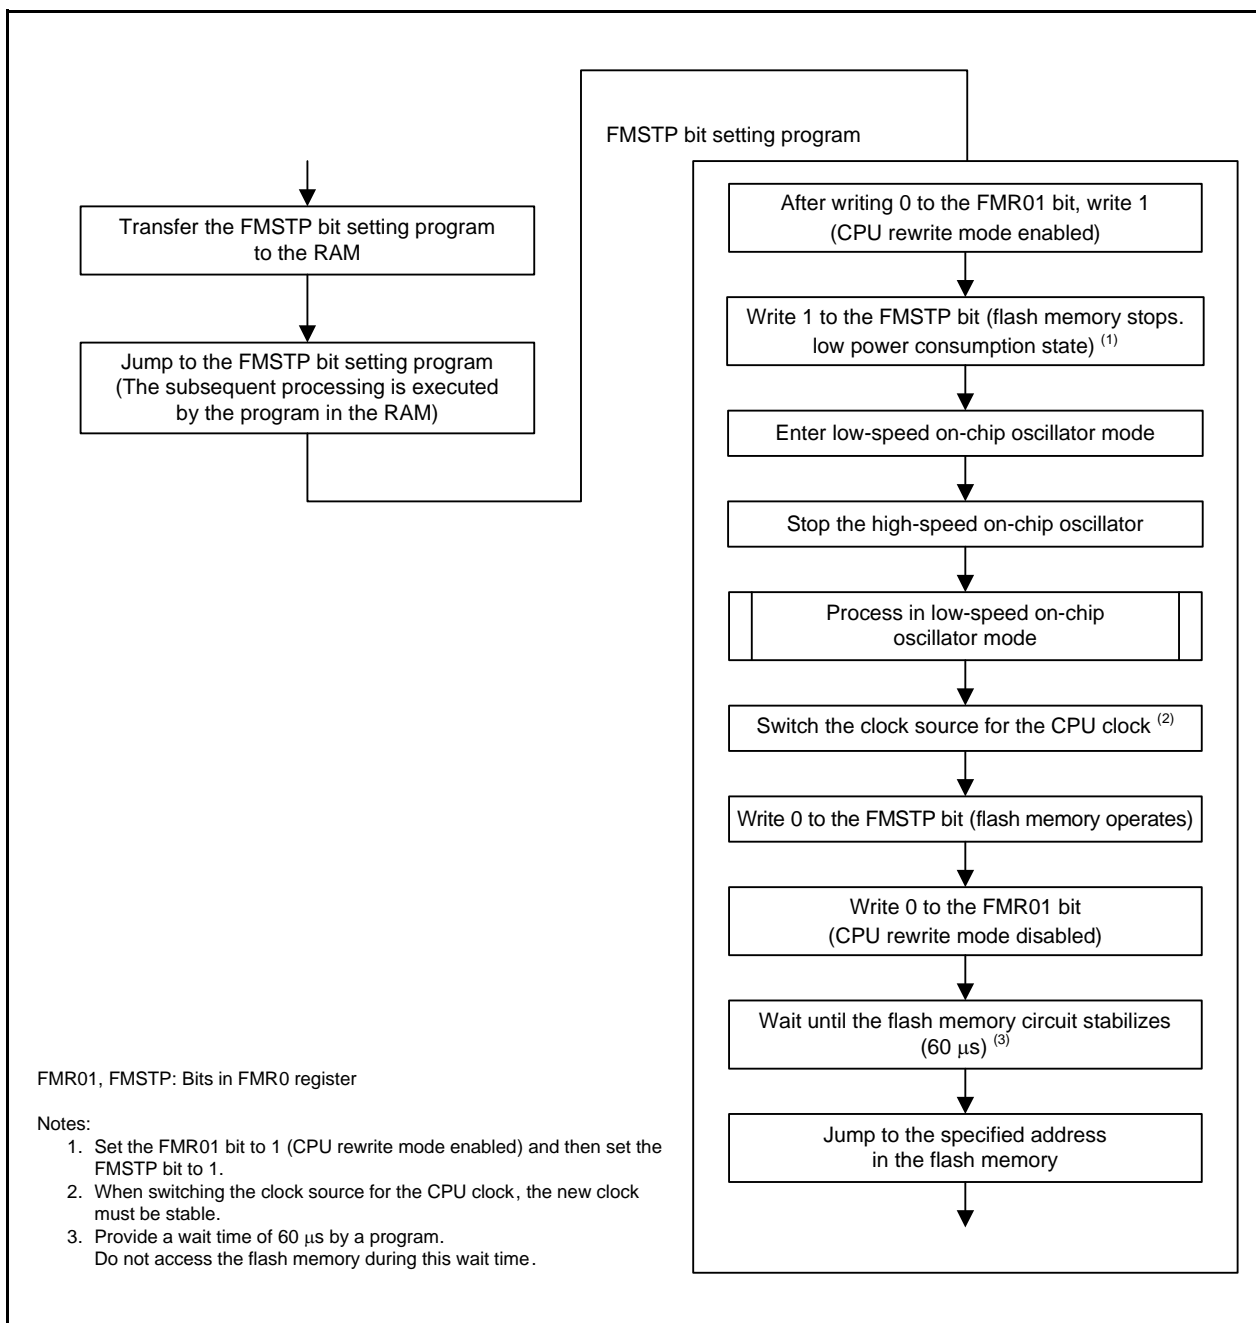 FMSTP bit setting program
Transfer the FMSTP bit setting program
to the RAM
Jump to the FMSTP bit setting program
(The subsequent processing is executed
by the program in the RAM)
After writing 0 to the FMR01 bit, write 1
(CPU rewrite mode enabled)
Write 1 to the FMSTP bit (flash memory stops.
low power consumption state) (1)
Enter low-speed on-chip oscillator mode
Stop the high-speed on-chip oscillator
Process in low-speed on-chip
oscillator mode
Switch the clock source for the CPU clock (2)
Write 0 to the FMSTP bit (flash memory operates)
Write 0 to the FMR01 bit
(CPU rewrite mode disabled)
Wait until the flash memory circuit stabilizes
(60 μs) (3)
Jump to the specified address
in the flash memory
FMR01, FMSTP: Bits in FMR0 register
Notes:
1. Set the FMR01 bit to 1 (CPU rewrite mode enabled) and then set the
FMSTP bit to 1.
2. When switching the clock source for the CPU clock, the new clock
must be stable.
3. Provide a wait time of 60 μs by a program.
Do not access the flash memory during this wait time.